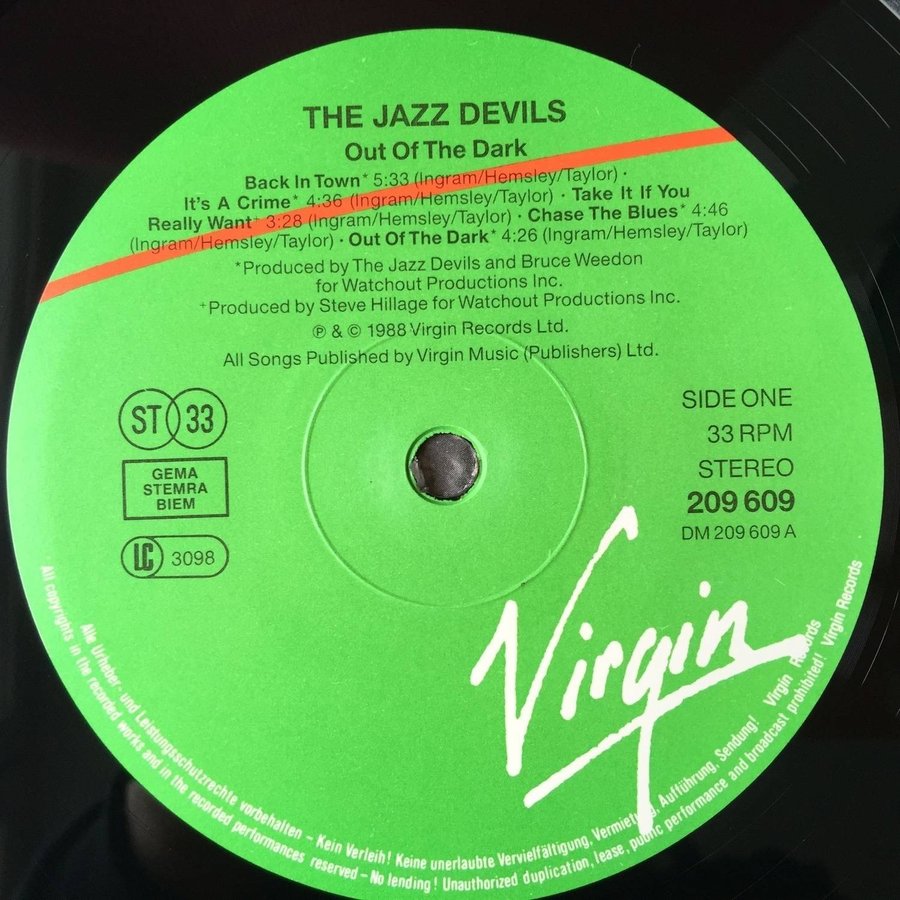 THE JAZZ DEVILS
Out Of The Dark
Back In Town* 5:33 (Ingram/Hemsley/Taylor) ·
It's A Crime* 4:36 (Ingram/Hemsley/Taylor) · Take It If You
Really Want+ 3:28 (Ingram/Hemsley/Taylor) · Chase The Blues* 4:46
(Ingram/Hemsley/Taylor) · Out Of The Dark* 4:26 (Ingram/Hemsley/Taylor)
*Produced by The Jazz Devils and Bruce Weedon
for Watchout Productions Inc.
+Produced by Steve Hillage for Watchout Productions Inc.
℗ & © 1988 Virgin Records Ltd.
All Songs Published by Virgin Music (Publishers) Ltd.
ST 33
GEMA
STEMRA
BIEM
LC 3098
SIDE ONE
33 RPM
STEREO
209 609
DM 209 609 A
Virgin
Alle Urheber- und Leistungsschutzrechte vorbehalten – Kein Verleih! Keine unerlaubte Vervielfältigung, Vermietung, Aufführung, Sendung! Virgin Records
All copyrights in the recorded works and in the recorded performances reserved – No lending! Unauthorized duplication, lease, public performance and broadcast prohibited! Virgin Records